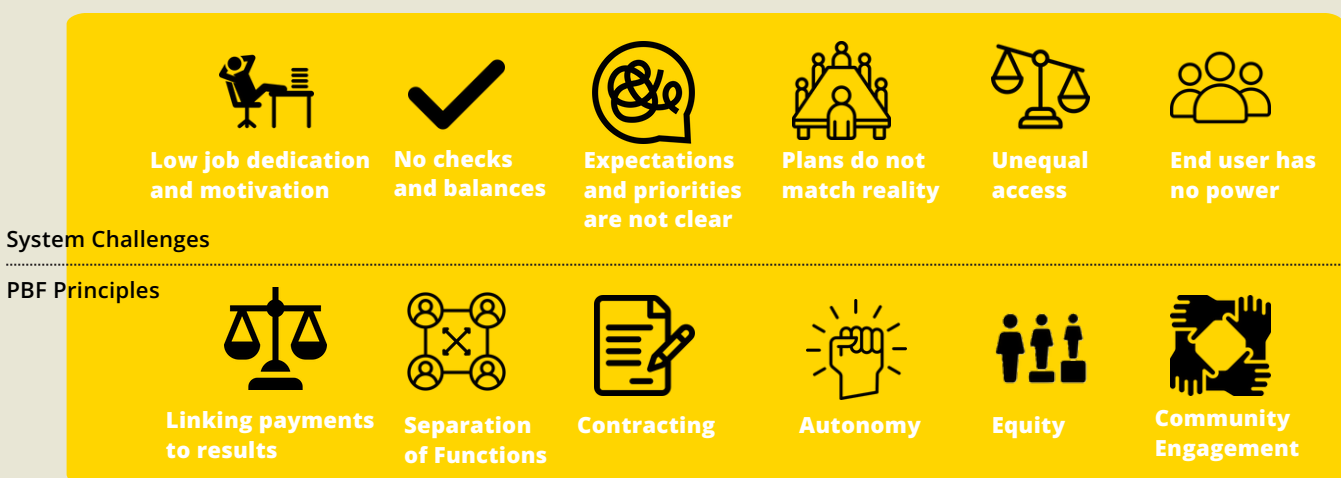 Low job dedication
and motivation
No checks
and balances
Expectations
and priorities
are not clear
Plans do not
match reality
Unequal
access
End user has
no power
System Challenges
PBF Principles
Linking payments
to results
Separation
of Functions
Contracting
Autonomy
Equity
Community
Engagement